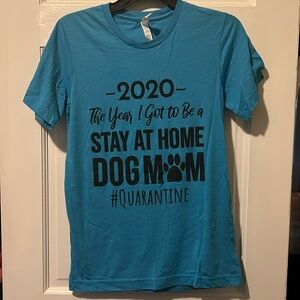 -2020-
The Year I Got to Be a
STAY AT HOME
DOG MOM
#QUARANTINE